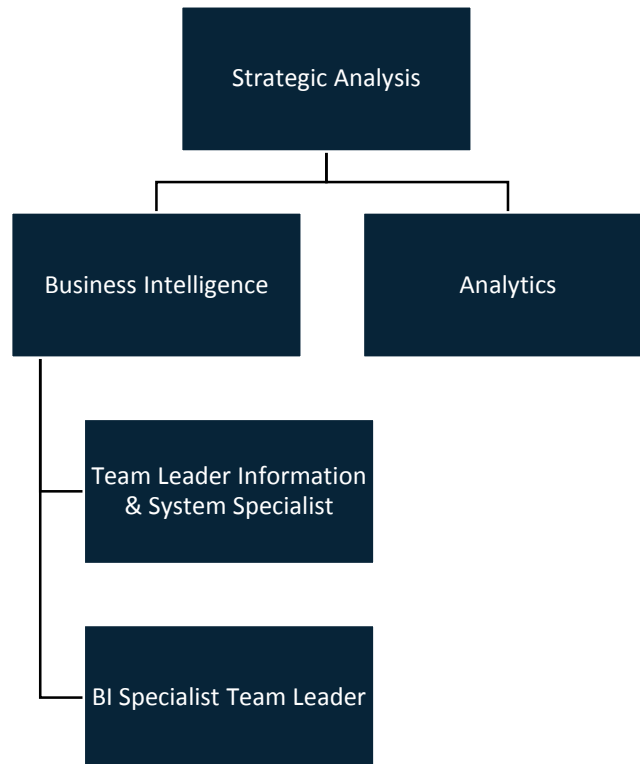 Strategic Analysis
Business Intelligence
Analytics
Team Leader Information
& System Specialist
BI Specialist Team Leader